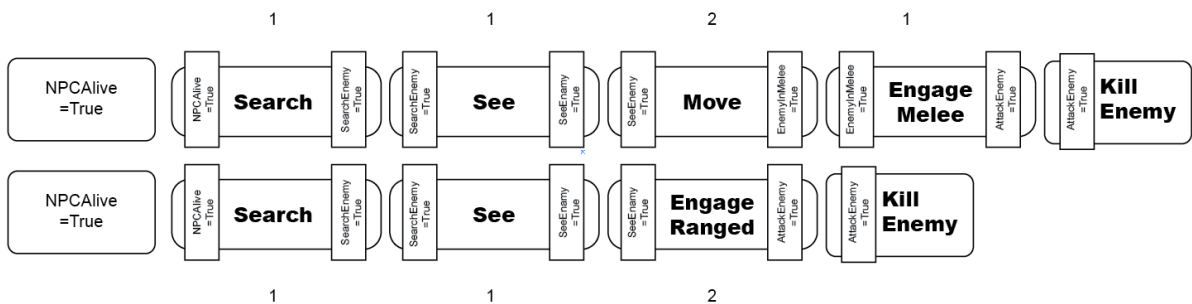 1 1 2 1
NPCAlive
=True
NPCAlive
=True
Search
SearchEnemy
=True
SearchEnemy
=True
See
SeeEnamy
=True
SeeEnemy
=True
Move
EnemyInMelee
=True
EnemyInMelee
=True
Engage
Melee
AttackEnemy
=True
AttackEnemy
=True
Kill
Enemy
NPCAlive
=True
NPCAlive
=True
Search
SearchEnemy
=True
SearchEnemy
=True
See
SeeEnamy
=True
SeeEnemy
=True
Engage
Ranged
AttackEnemy
=True
AttackEnemy
=True
Kill
Enemy
1 1 2